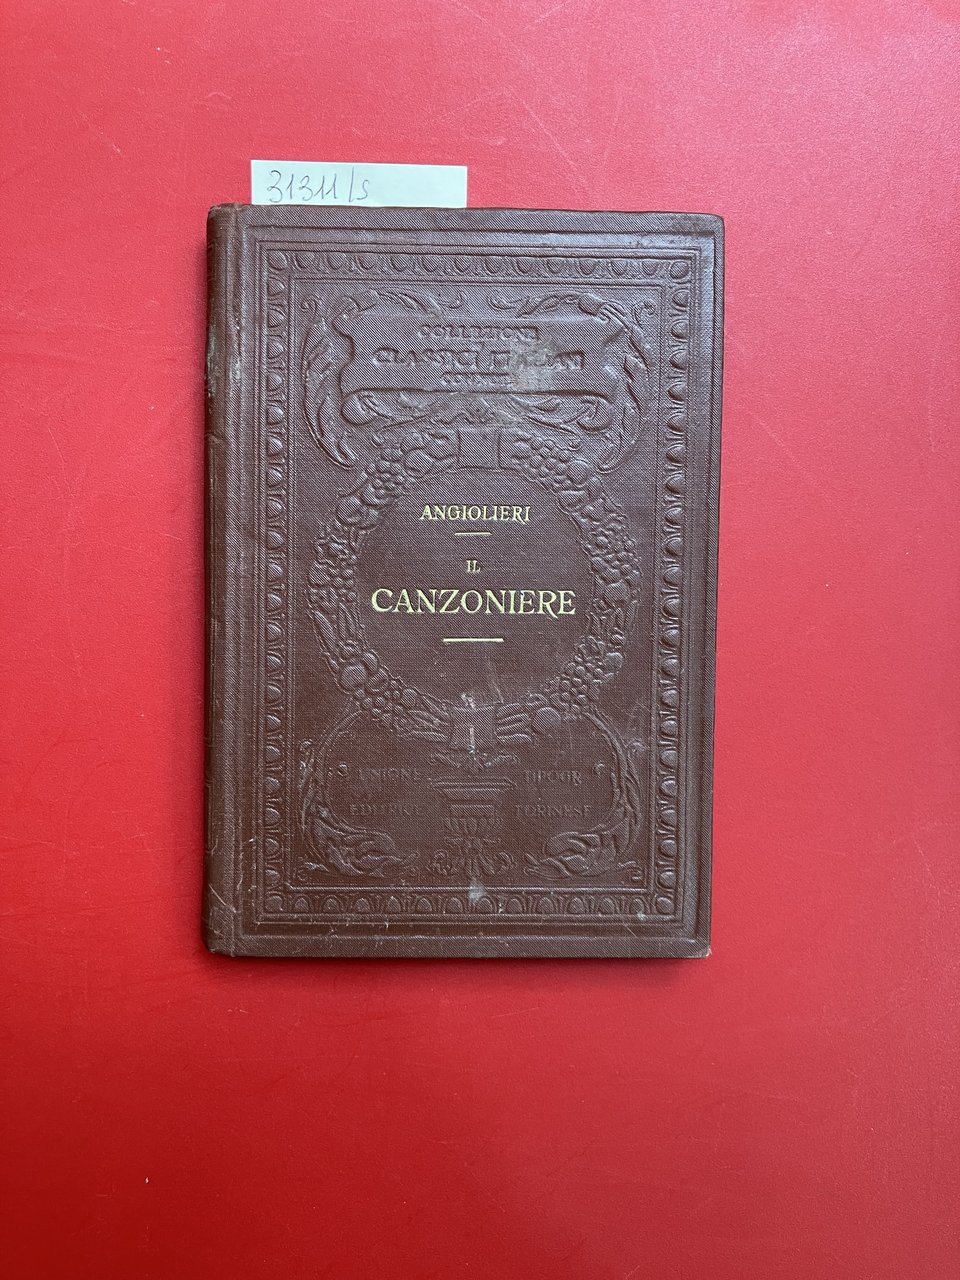 31311/s
COLLEZIONE
CLASSICI ITALIANI
ANGIOLIERI
IL
CANZONIERE
UNIONE TIPOGR
EDITRICE TORINESE